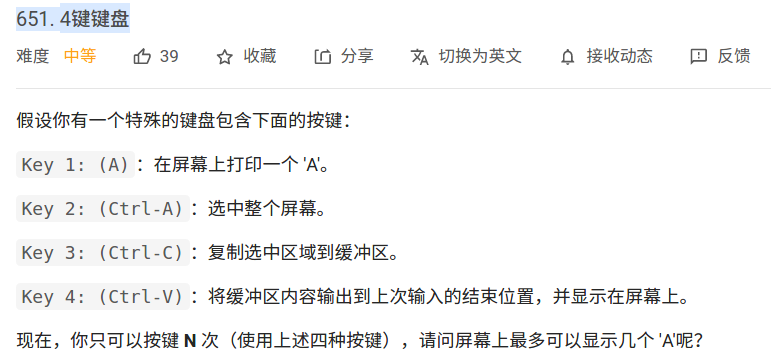 651. 4键键盘
难度 中等 39 收藏 分享 切换为英文 接收动态 反馈
假设你有一个特殊的键盘包含下面的按键：
Key 1: (A)：在屏幕上打印一个 'A'。
Key 2: (Ctrl-A)：选中整个屏幕。
Key 3: (Ctrl-C)：复制选中区域到缓冲区。
Key 4: (Ctrl-V)：将缓冲区内容输出到上次输入的结束位置，并显示在屏幕上。
现在，你只可以按键 N 次（使用上述四种按键），请问屏幕上最多可以显示几个 'A'呢？